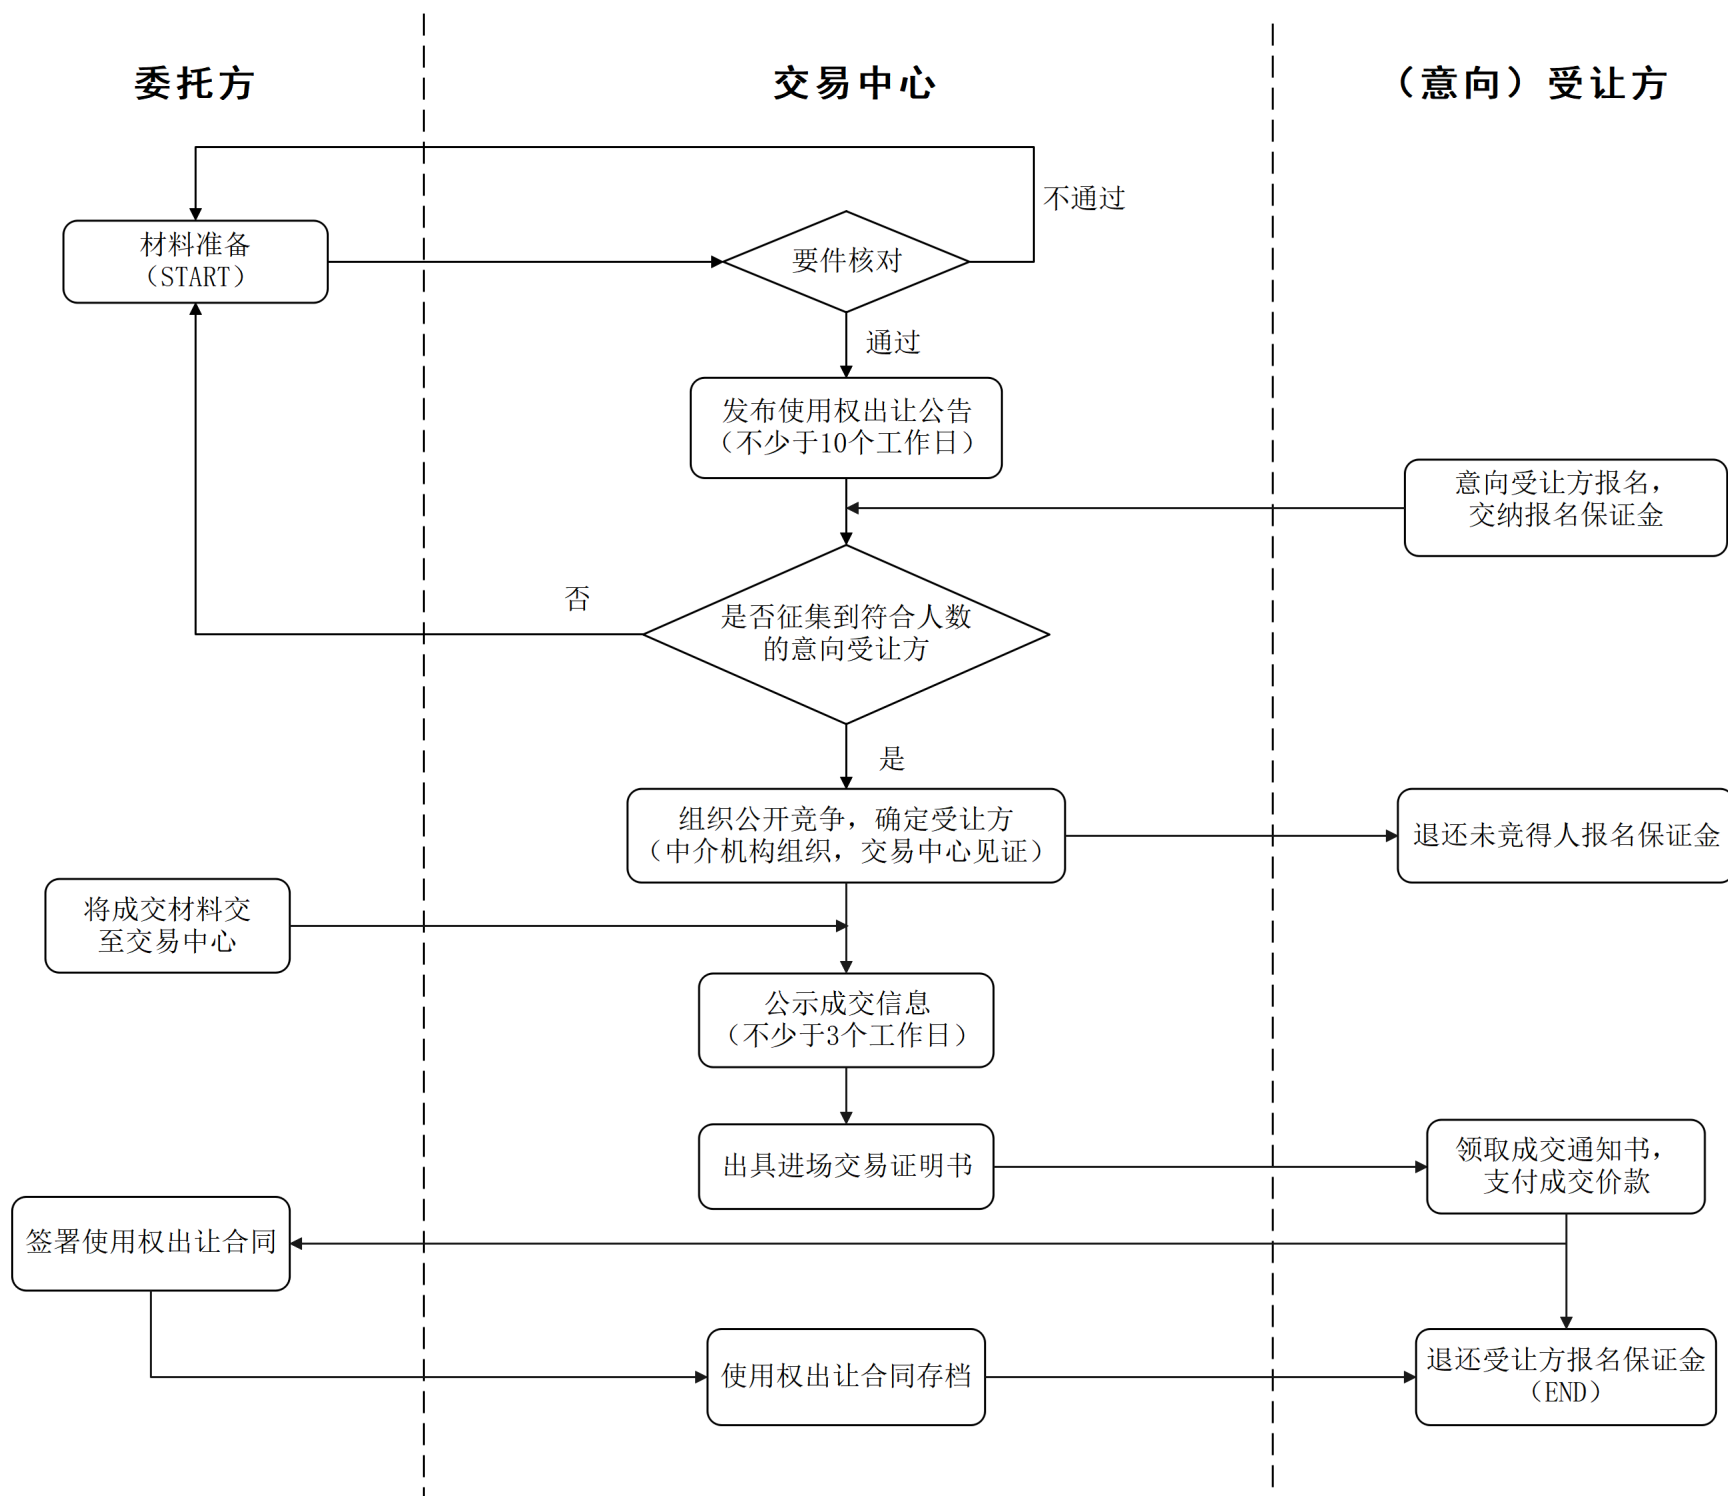 委托方
交易中心
（意向）受让方
不通过
材料准备
（START）
要件核对
通过
发布使用权出让公告
（不少于10个工作日）
意向受让方报名，
交纳报名保证金
否
是否征集到符合人数
的意向受让方
是
组织公开竞争，确定受让方
（中介机构组织，交易中心见证）
退还未竞得人报名保证金
将成交材料交
至交易中心
公示成交信息
（不少于3个工作日）
出具进场交易证明书
领取成交通知书，
支付成交价款
签署使用权出让合同
使用权出让合同存档
退还受让方报名保证金
（END）